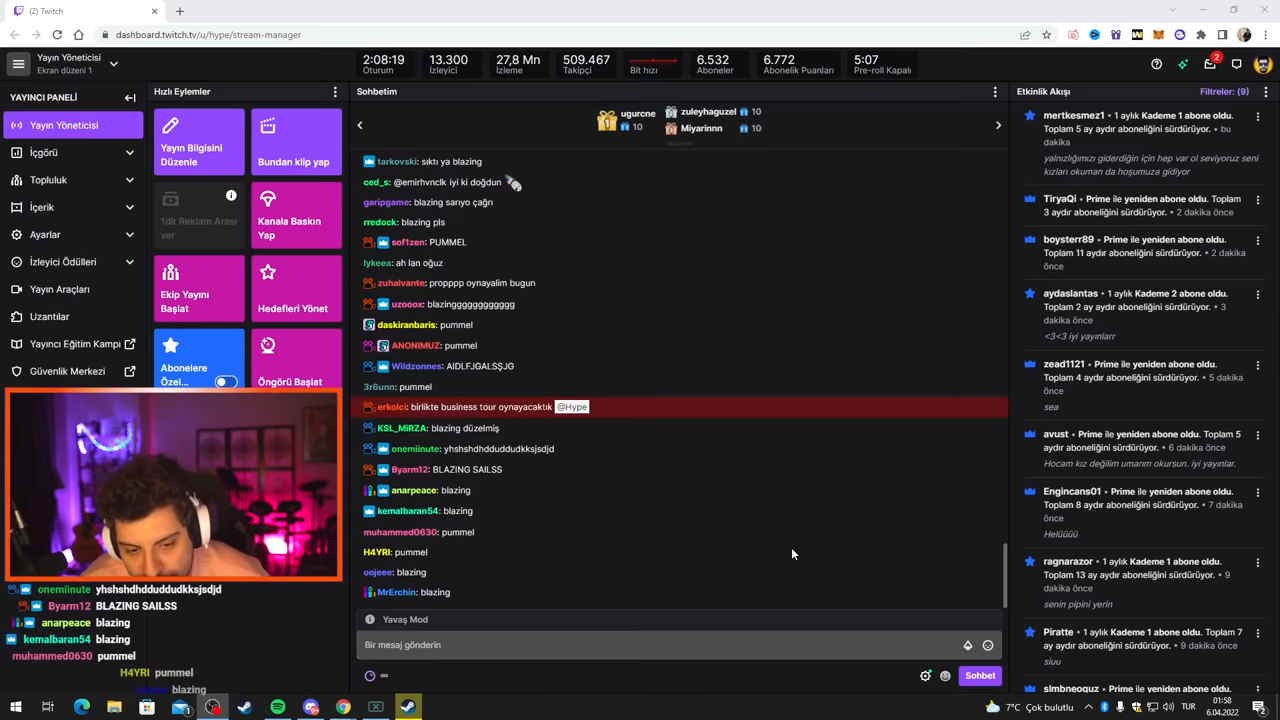 (2) Twitch
dashboard.twitch.tv/u/hype/stream-manager
Yayın Yöneticisi
Ekran düzeni 1
2:08:19
Oturum
13.300
İzleyici
27,8 Mn
İzleme
509.467
Takipçi
Bit hızı
6.532
Aboneler
6.772
Abonelik Puanları
5:07
Pre-roll Kapalı
2
YAYINCI PANELİ
Yayın Yöneticisi
İçgörü
Topluluk
İçerik
Ayarlar
İzleyici Ödülleri
Yayın Araçları
Uzantılar
Yayıncı Eğitim Kampı
Güvenlik Merkezi
Hızlı Eylemler
Yayın Bilgisini
Düzenle
Bundan klip yap
1dk Reklam Arası
ver
Kanala Baskın
Yap
Ekip Yayını
Başlat
Hedefleri Yönet
Abonelere
Özel...
Öngörü Başlat
Sohbetim
1 ugurcne
10
zuleyhaguzel 10
Miyarinnn 10
tarkovski: sıktı ya blazing
ced_s: @emirhvnclk iyi ki doğdun
garipgame: blazing sarıyo çağrı
rredock: blazing pls
sof1zen: PUMMEL
lykeea: ah lan oğuz
zuhalvante: propppp oynayalim bugun
uzooox: blazingggggggggggg
daskiranbaris: pummel
ANONIMUZ: pummel
Wildzonnes: AIDLFJGALSŞJG
3r6unn: pummel
erkolci: birlikte business tour oynayacaktık @Hype
KSL_MiRZA: blazing düzelmiş
onemiinute: yhshshdhdduddudkksjsdjd
Byarm12: BLAZING SAILSS
anarpeace: blazing
kemalbaran54: blazing
muhammed0630: pummel
H4YRI: pummel
oojeee: blazing
MrErchin: blazing
Yavaş Mod
Bir mesaj gönderin
Sohbet
Etkinlik Akışı
Filtreler: (9)
mertkesmez1 • 1 aylık Kademe 1 abone oldu.
Toplam 5 ay aydır aboneliğini sürdürüyor. • bu
dakika
yalnızlığımızı giderdiğin için hep var ol seviyoruz seni
kızları okuman da hoşumuza gidiyor
TiryaQi • Prime ile yeniden abone oldu. Toplam
3 aydır aboneliğini sürdürüyor. • 2 dakika önce
boysterr89 • Prime ile yeniden abone oldu.
Toplam 11 aydır aboneliğini sürdürüyor. • 2 dakika
önce
aydaslantas • 1 aylık Kademe 2 abone oldu.
Toplam 2 ay aydır aboneliğini sürdürüyor. • 3
dakika önce
<3<3 iyi yayınlarr
zead1121 • Prime ile yeniden abone oldu.
Toplam 4 aydır aboneliğini sürdürüyor. • 5 dakika
önce
sea
avust • Prime ile yeniden abone oldu. Toplam 5
aydır aboneliğini sürdürüyor. • 6 dakika önce
Hocam kız değilim umarım okursun. iyi yayınlar.
Engincans01 • Prime ile yeniden abone oldu.
Toplam 8 aydır aboneliğini sürdürüyor. • 7 dakika
önce
Helüüüü
ragnarazor • 1 aylık Kademe 1 abone oldu.
Toplam 13 ay aydır aboneliğini sürdürüyor. • 9
dakika önce
senin pipini yerin
Piratte • 1 aylık Kademe 1 abone oldu. Toplam 7
ay aydır aboneliğini sürdürüyor. • 9 dakika önce
siuu
slmbneoguz • Prime ile yeniden abone oldu.
onemiinute yhshshdhdduddudkksjsdjd
Byarm12 BLAZING SAILSS
anarpeace blazing
kemalbaran54 blazing
muhammed0630 pummel
H4YRI pummel
blazing
7°C Çok bulutlu
TUR
01:58
6.04.2022
2